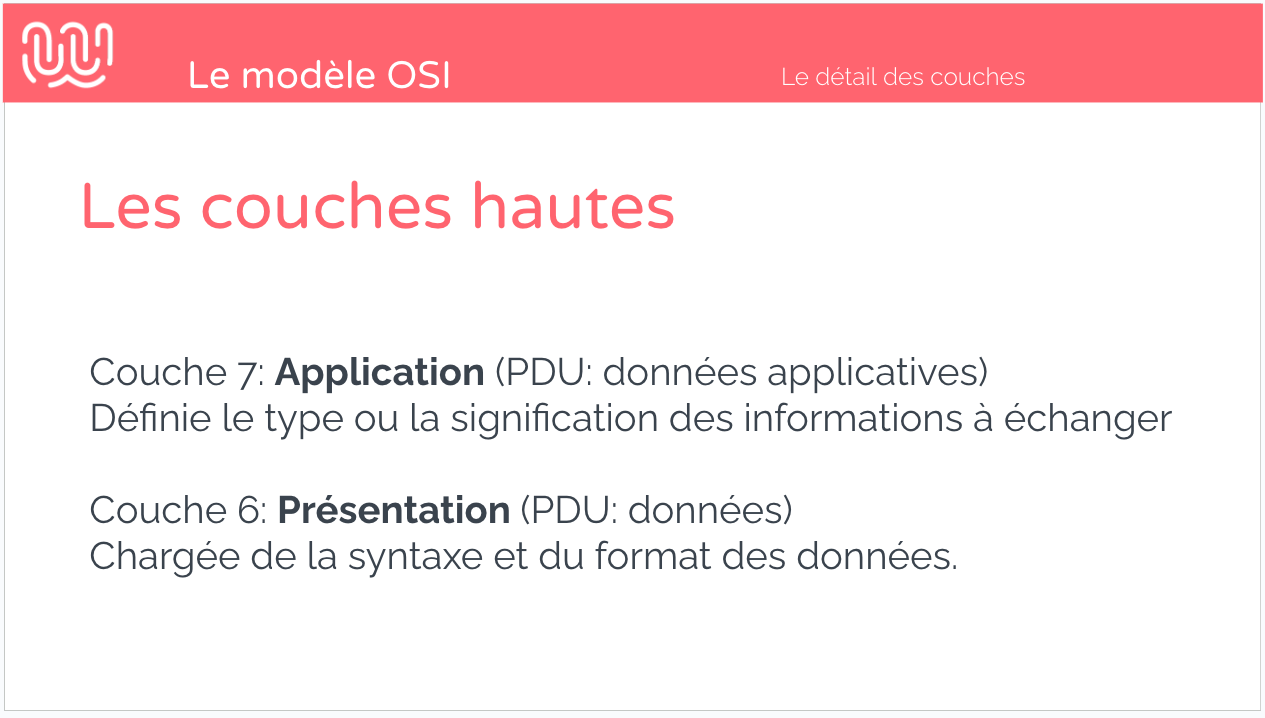 Le modèle OSI
Le détail des couches
Les couches hautes
Couche 7: Application (PDU: données applicatives)
Définie le type ou la signification des informations à échanger
Couche 6: Présentation (PDU: données)
Chargée de la syntaxe et du format des données.